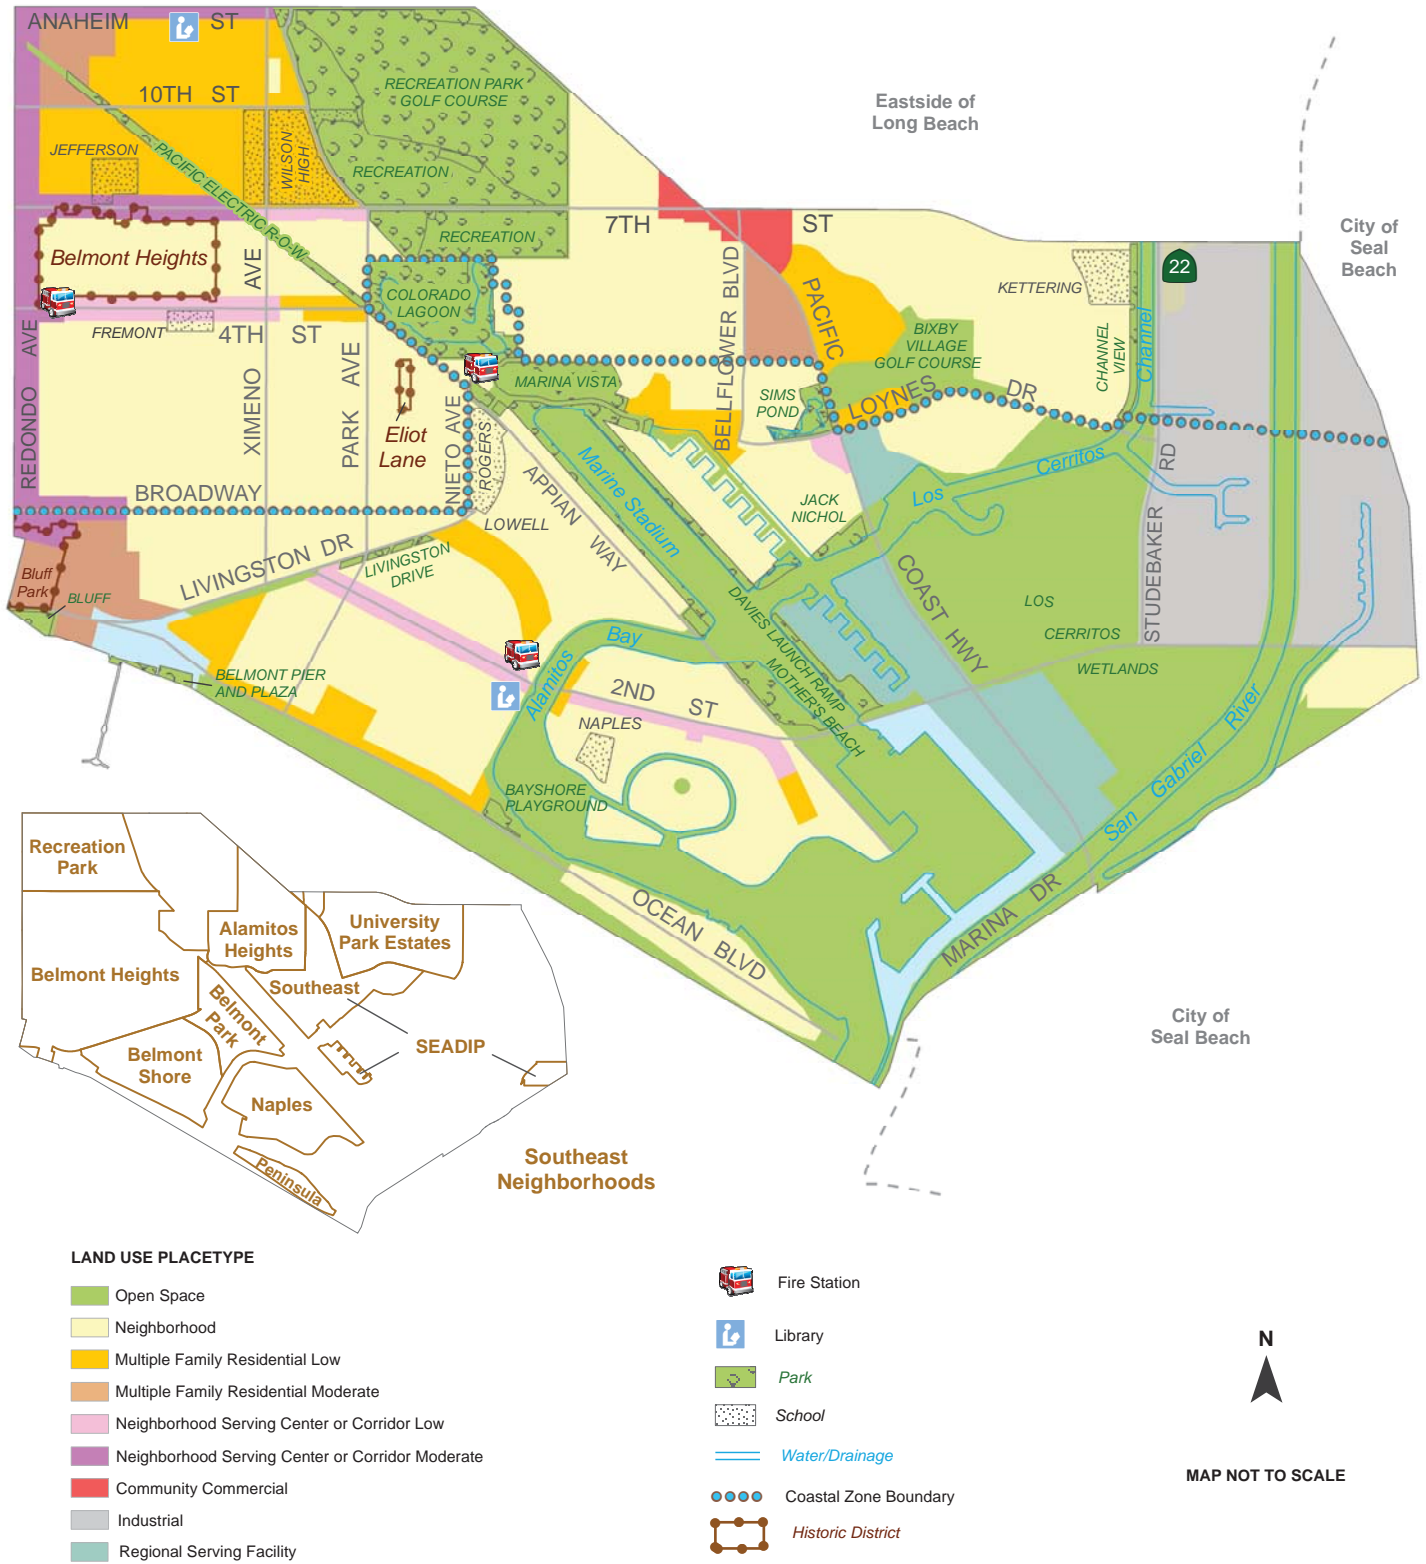 ANAHEIM ST
10TH ST
JEFFERSON
WILSON
HIGH
PACIFIC ELECTRIC R-O-W
RECREATION PARK
GOLF COURSE
RECREATION
RECREATION
Eastside of
Long Beach
7TH ST
City of
Seal
Beach
Belmont Heights
AVE
COLORADO
LAGOON
BELLFLOWER BLVD
PACIFIC
KETTERING
22
FREMONT
4TH ST
REDONDO AVE
XIMENO
PARK AVE
Eliot
Lane
NIETO AVE
ROGERS
MARINA VISTA
SIMS
POND
BIXBY
VILLAGE
GOLF COURSE
LOYNES DR
CHANNEL
VIEW
Channel
BROADWAY
LOWELL
APPIAN WAY
Marine Stadium
JACK
NICHOL
Los Cerritos
STUDEBAKER RD
LIVINGSTON DR
LIVINGSTON
DRIVE
Bluff
Park
BLUFF
COAST HWY
LOS
CERRITOS
WETLANDS
DAVIES LAUNCH RAMP
MOTHER'S BEACH
Alamitos Bay
BELMONT PIER
AND PLAZA
2ND ST
NAPLES
BAYSHORE
PLAYGROUND
San Gabriel River
OCEAN BLVD
MARINA DR
City of
Seal Beach
Recreation
Park
Alamitos
Heights
University
Park Estates
Belmont Heights
Southeast
Belmont
Park
SEADIP
Belmont
Shore
Naples
Peninsula
Southeast
Neighborhoods
LAND USE PLACETYPE
Open Space
Neighborhood
Multiple Family Residential Low
Multiple Family Residential Moderate
Neighborhood Serving Center or Corridor Low
Neighborhood Serving Center or Corridor Moderate
Community Commercial
Industrial
Regional Serving Facility
Fire Station
Library
Park
School
Water/Drainage
Coastal Zone Boundary
Historic District
N
MAP NOT TO SCALE